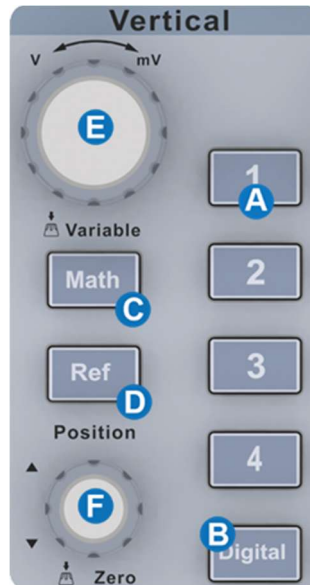 Vertical
V mV
E
1
A
Variable
2
Math
C
3
Ref
D
Position
4
F
B
Digital
Zero